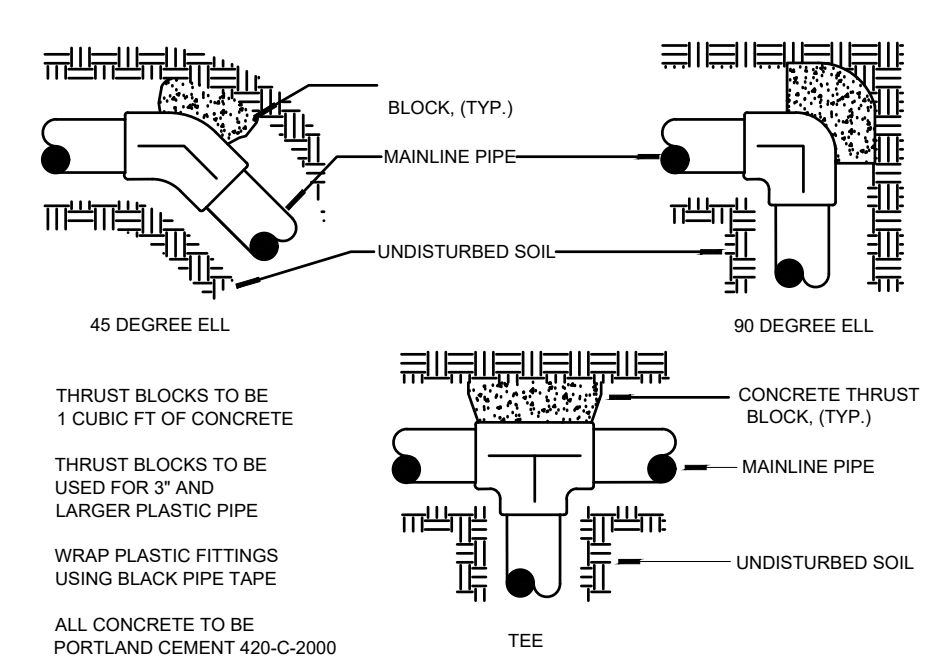 BLOCK, (TYP.)
MAINLINE PIPE
UNDISTURBED SOIL
45 DEGREE ELL
90 DEGREE ELL
THRUST BLOCKS TO BE
1 CUBIC FT OF CONCRETE
THRUST BLOCKS TO BE
USED FOR 3" AND
LARGER PLASTIC PIPE
WRAP PLASTIC FITTINGS
USING BLACK PIPE TAPE
ALL CONCRETE TO BE
PORTLAND CEMENT 420-C-2000
CONCRETE THRUST
BLOCK, (TYP.)
MAINLINE PIPE
UNDISTURBED SOIL
TEE